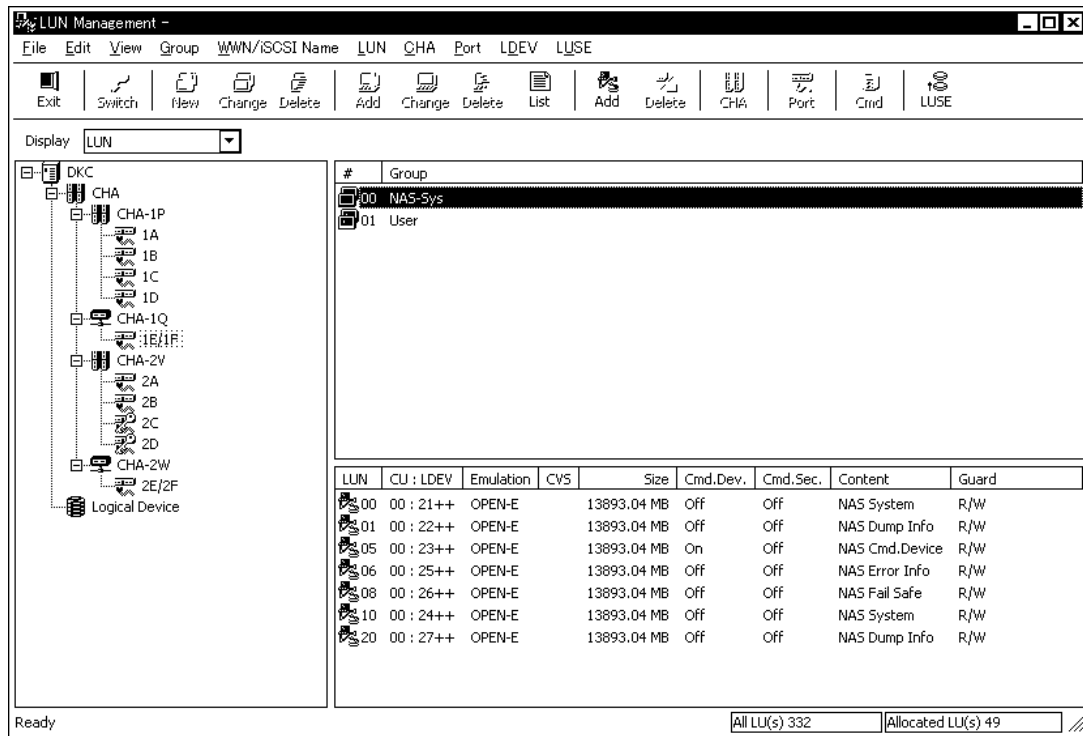 LUN Management -
File Edit View Group WWN/iSCSI Name LUN CHA Port LDEV LUSE
Exit Switch New Change Delete Add Change Delete List Add Delete CHA Port Cmd LUSE
Display LUN
DKC
CHA
CHA-1P
1A
1B
1C
1D
CHA-1Q
1E/1F
CHA-2V
2A
2B
2C
2D
CHA-2W
2E/2F
Logical Device
# Group
00 NAS-Sys
01 User
LUN CU : LDEV Emulation CVS Size Cmd.Dev. Cmd.Sec. Content Guard
00 00 : 21++ OPEN-E 13893.04 MB Off Off NAS System R/W
01 00 : 22++ OPEN-E 13893.04 MB Off Off NAS Dump Info R/W
05 00 : 23++ OPEN-E 13893.04 MB On Off NAS Cmd.Device R/W
06 00 : 25++ OPEN-E 13893.04 MB Off Off NAS Error Info R/W
08 00 : 26++ OPEN-E 13893.04 MB Off Off NAS Fail Safe R/W
10 00 : 24++ OPEN-E 13893.04 MB Off Off NAS System R/W
20 00 : 27++ OPEN-E 13893.04 MB Off Off NAS Dump Info R/W
Ready All LU(s) 332 Allocated LU(s) 49